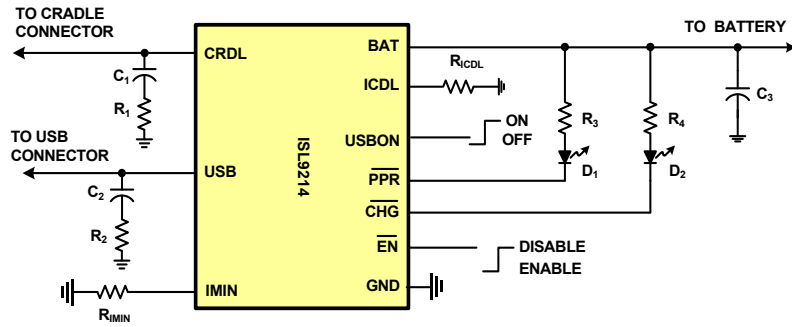 TO CRADLE
CONNECTOR
CRDL
C1
R1
TO USB
CONNECTOR
USB
C2
R2
IMIN
RIMIN
ISL9214
BAT
TO BATTERY
ICDL
RICDL
USBON
ON
OFF
R3
R4
C3
PPR
D1
D2
CHG
EN
DISABLE
ENABLE
GND